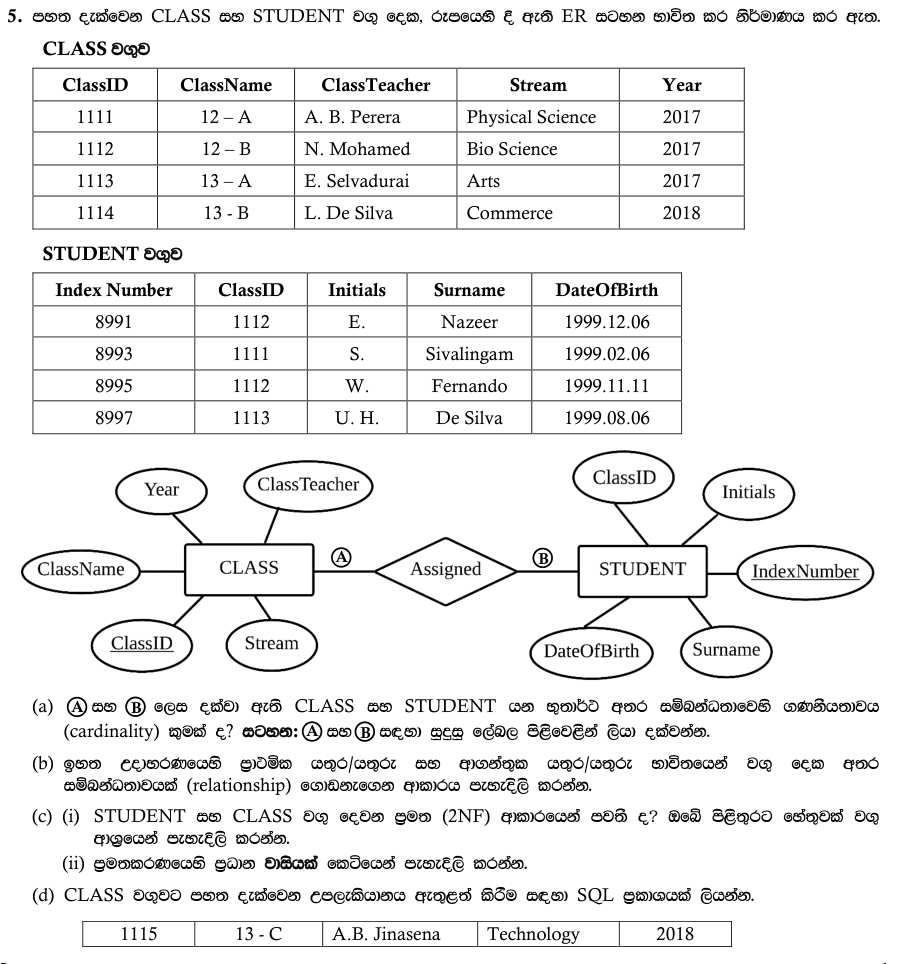 5. පහත දැක්වෙන CLASS සහ STUDENT වගු දෙක, රූපයෙහි දී ඇති ER සටහන භාවිත කර නිර්මාණය කර ඇත.
CLASS වගුව
ClassID ClassName ClassTeacher Stream Year
1111 12 – A A. B. Perera Physical Science 2017
1112 12 – B N. Mohamed Bio Science 2017
1113 13 – A E. Selvadurai Arts 2017
1114 13 - B L. De Silva Commerce 2018
STUDENT වගුව
Index Number ClassID Initials Surname DateOfBirth
8991 1112 E. Nazeer 1999.12.06
8993 1111 S. Sivalingam 1999.02.06
8995 1112 W. Fernando 1999.11.11
8997 1113 U. H. De Silva 1999.08.06
Year ClassTeacher ClassID Initials
ClassName CLASS Ⓐ Assigned Ⓑ STUDENT IndexNumber
ClassID Stream DateOfBirth Surname
(a) Ⓐ සහ Ⓑ ලෙස දක්වා ඇති CLASS සහ STUDENT යන භූතාර්ථ අතර සම්බන්ධතාවෙහි ගණනීයතාවය
(cardinality) කුමක් ද? සටහන: Ⓐ සහ Ⓑ සඳහා සුදුසු ලේබල පිළිවෙළින් ලියා දක්වන්න.
(b) ඉහත උදාහරණයෙහි ප්‍රාථමික යතුර/යතුරු සහ ආගන්තුක යතුර/යතුරු භාවිතයෙන් වගු දෙක අතර
සම්බන්ධතාවයක් (relationship) ගොඩනැගෙන ආකාරය පැහැදිලි කරන්න.
(c) (i) STUDENT සහ CLASS වගු දෙවන ප්‍රමත (2NF) ආකාරයෙන් පවතී ද? ඔබේ පිළිතුරට හේතුවක් වගු
ආශ්‍රයෙන් පැහැදිලි කරන්න.
(ii) ප්‍රමතකරණයෙහි ප්‍රධාන වාසියක් කෙටියෙන් පැහැදිලි කරන්න.
(d) CLASS වගුවට පහත දැක්වෙන උපලැකියානය ඇතුළත් කිරීම සඳහා SQL ප්‍රකාශයක් ලියන්න.
1115 13 - C A.B. Jinasena Technology 2018